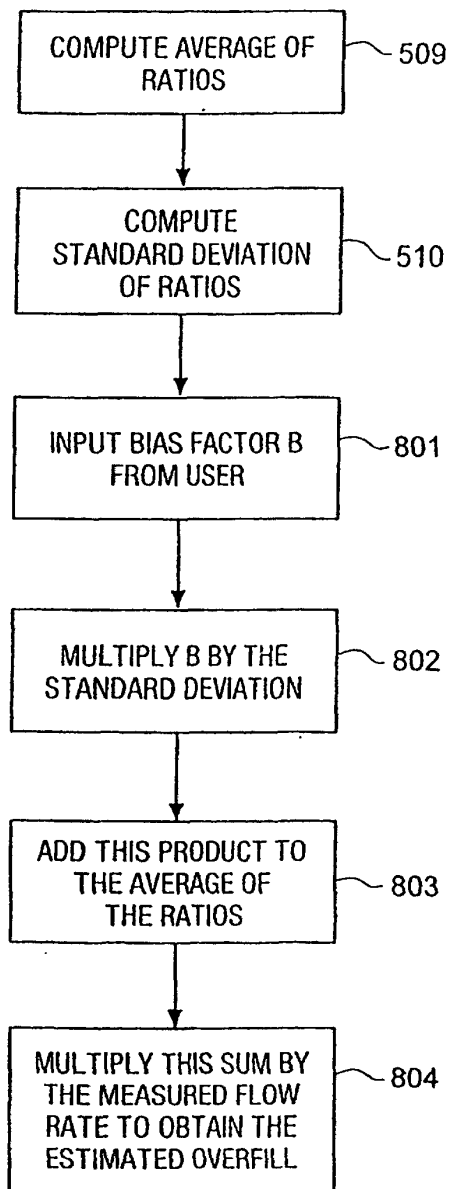 COMPUTE AVERAGE OF
RATIOS
509
COMPUTE
STANDARD DEVIATION
OF RATIOS
510
INPUT BIAS FACTOR B
FROM USER
801
MULTIPLY B BY THE
STANDARD DEVIATION
802
ADD THIS PRODUCT TO
THE AVERAGE OF
THE RATIOS
803
MULTIPLY THIS SUM BY
THE MEASURED FLOW
RATE TO OBTAIN THE
ESTIMATED OVERFILL
804